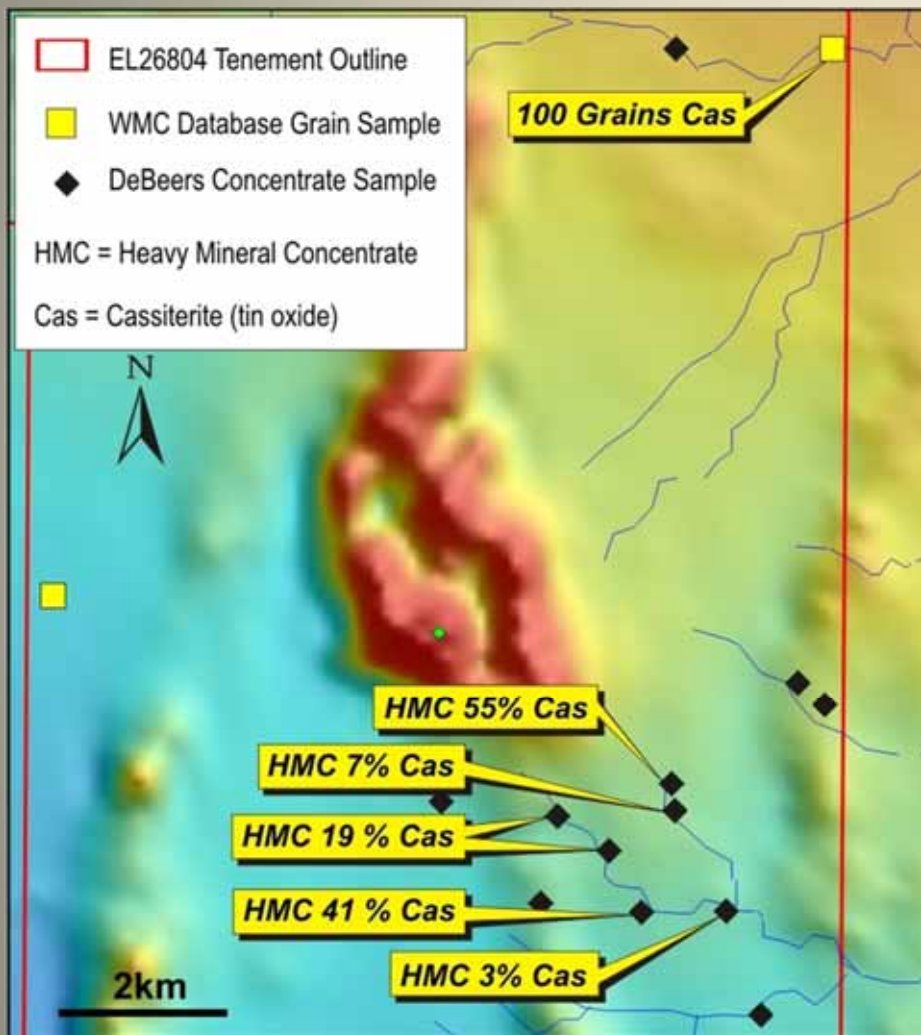 EL26804 Tenement Outline
WMC Database Grain Sample
DeBeers Concentrate Sample
HMC = Heavy Mineral Concentrate
Cas = Cassiterite (tin oxide)
100 Grains Cas
N
HMC 55% Cas
HMC 7% Cas
HMC 19 % Cas
HMC 41 % Cas
HMC 3% Cas
2km